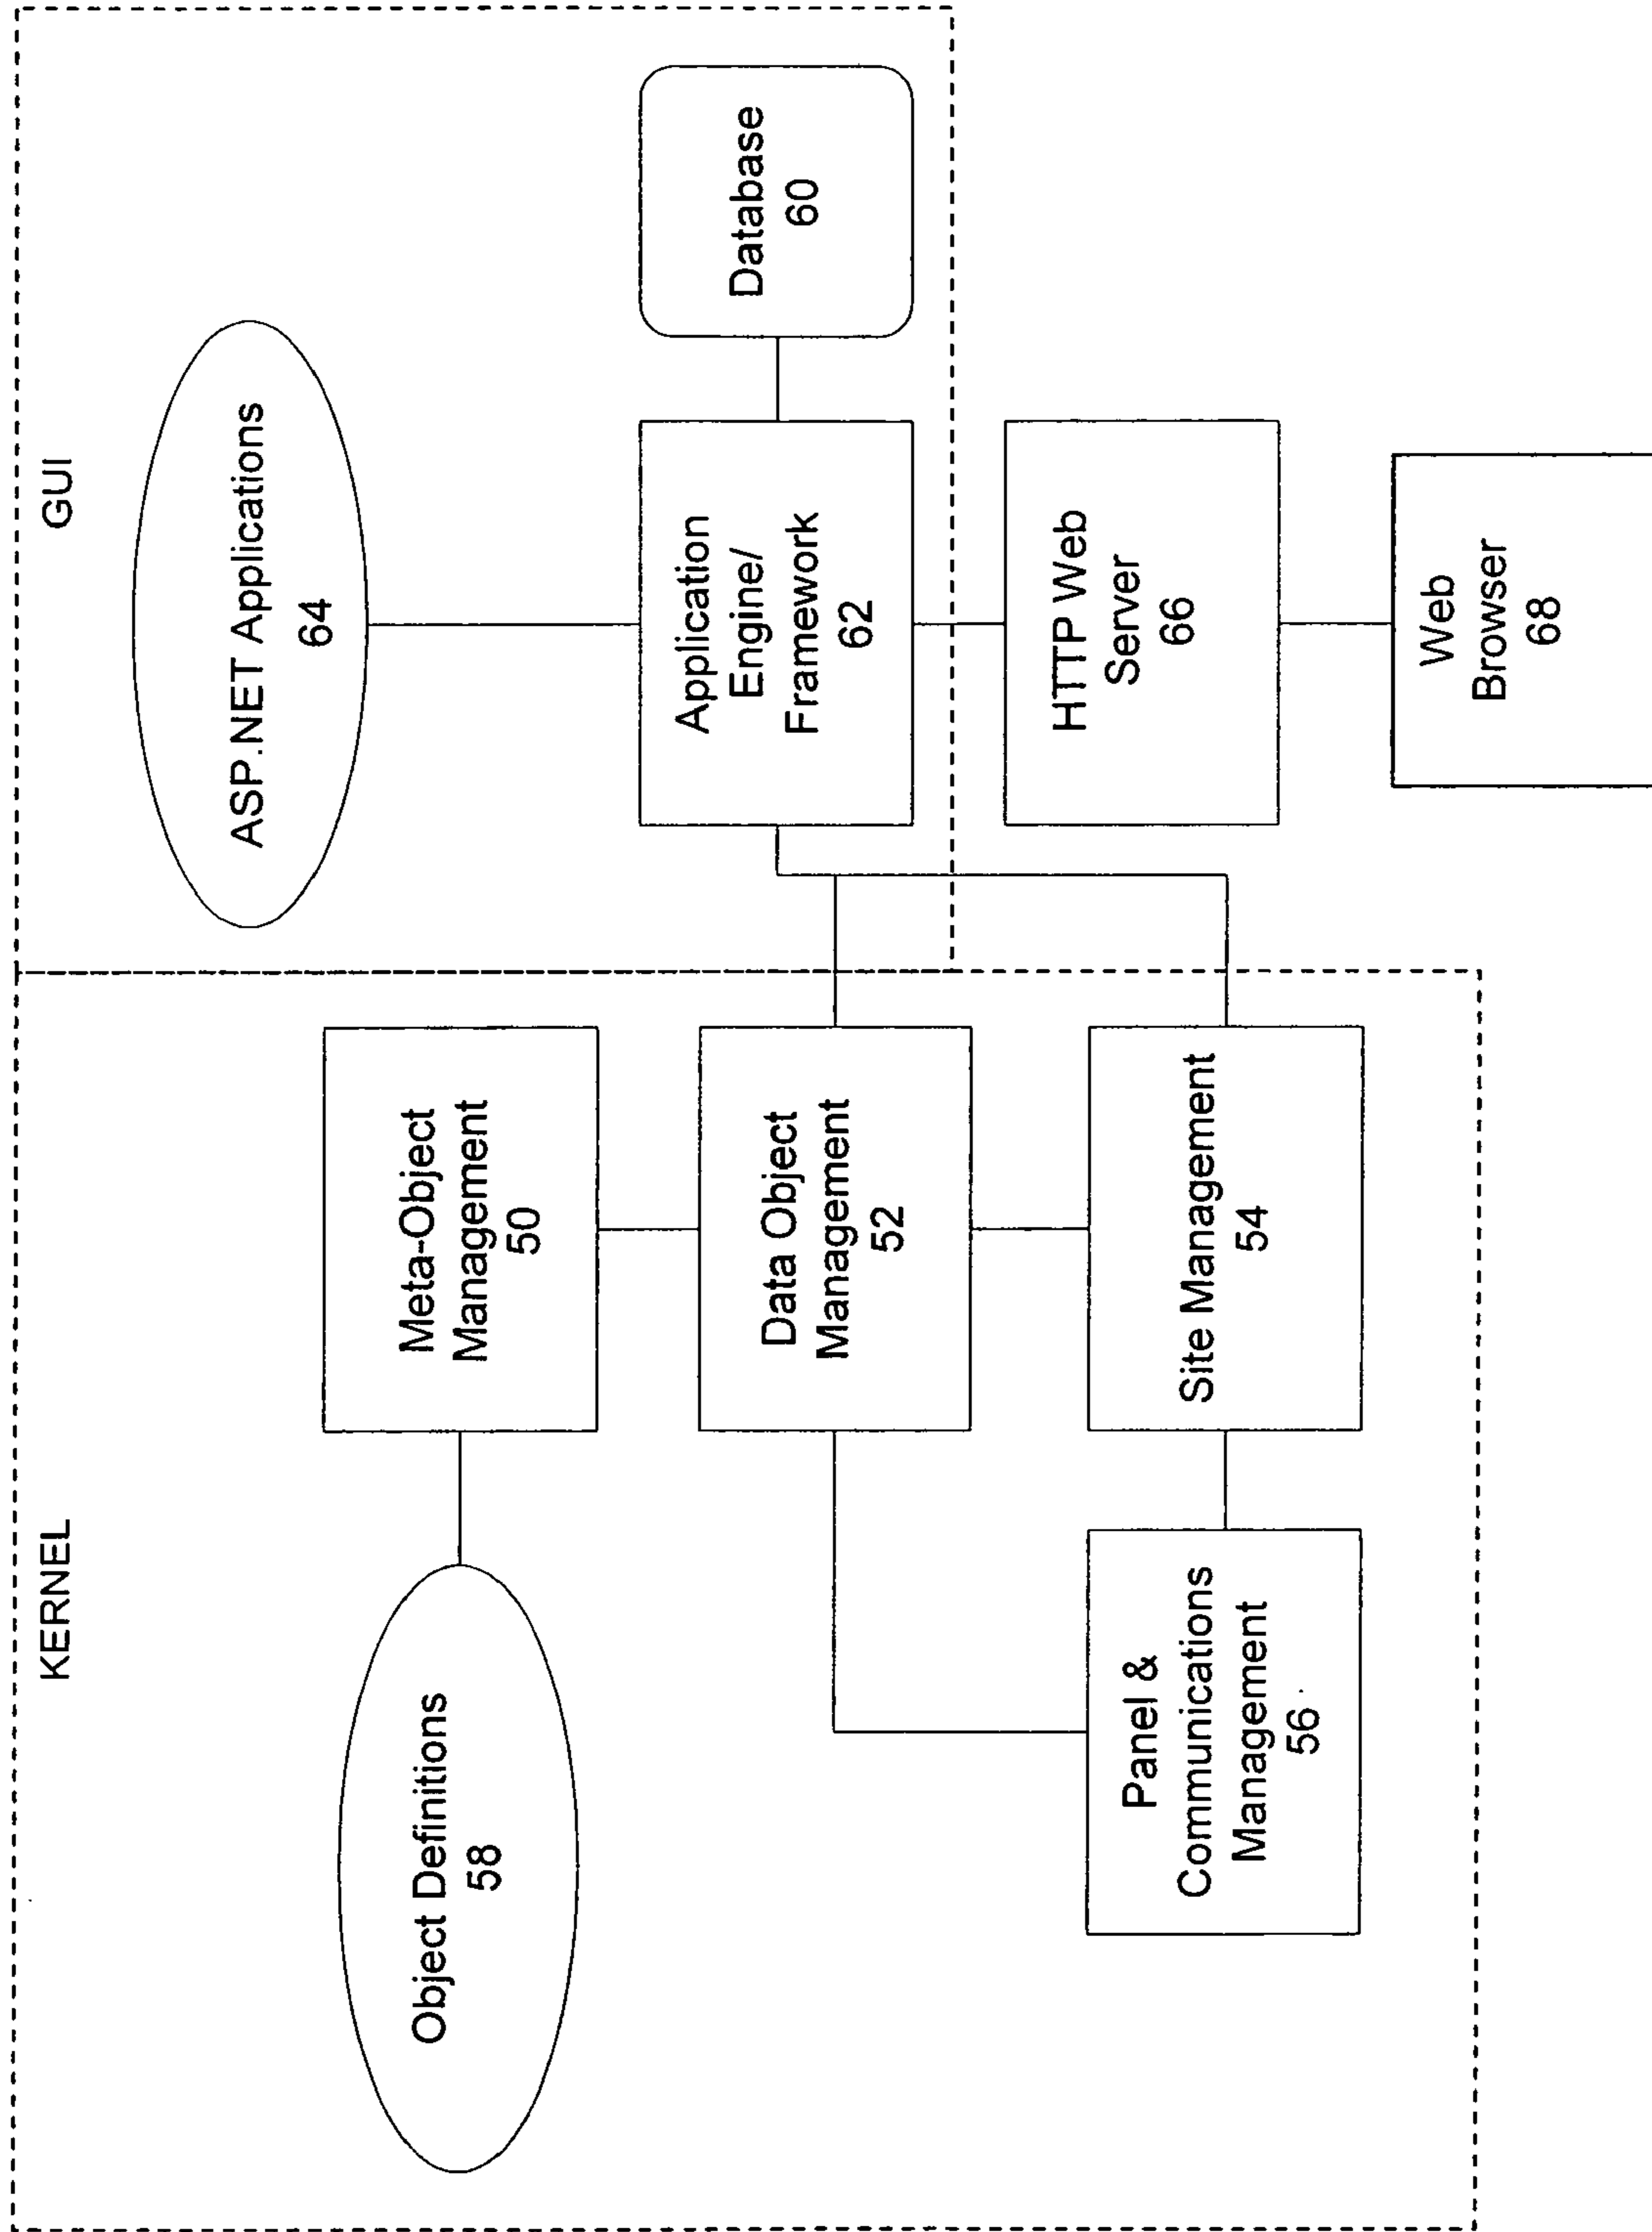 KERNEL
GUI
Object Definitions
58
Meta-Object
Management
50
ASP.NET Applications
64
Panel &
Communications
Management
56
Data Object
Management
52
Site Management
54
Application
Engine/
Framework
62
Database
60
HTTP Web
Server
66
Web
Browser
68